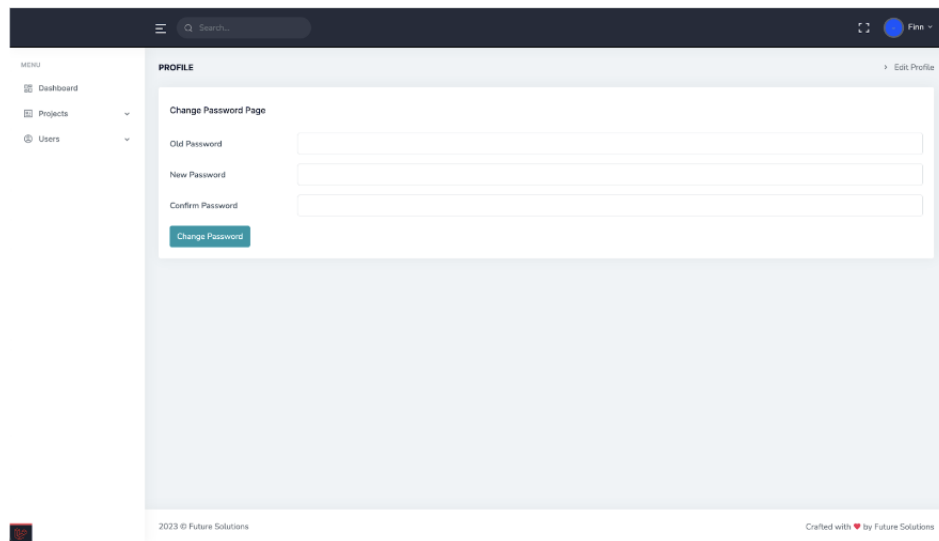 Search...
Finn
MENU
Dashboard
Projects
Users
PROFILE
Edit Profile
Change Password Page
Old Password
New Password
Confirm Password
Change Password
2023 © Future Solutions
Crafted with ❤ by Future Solutions